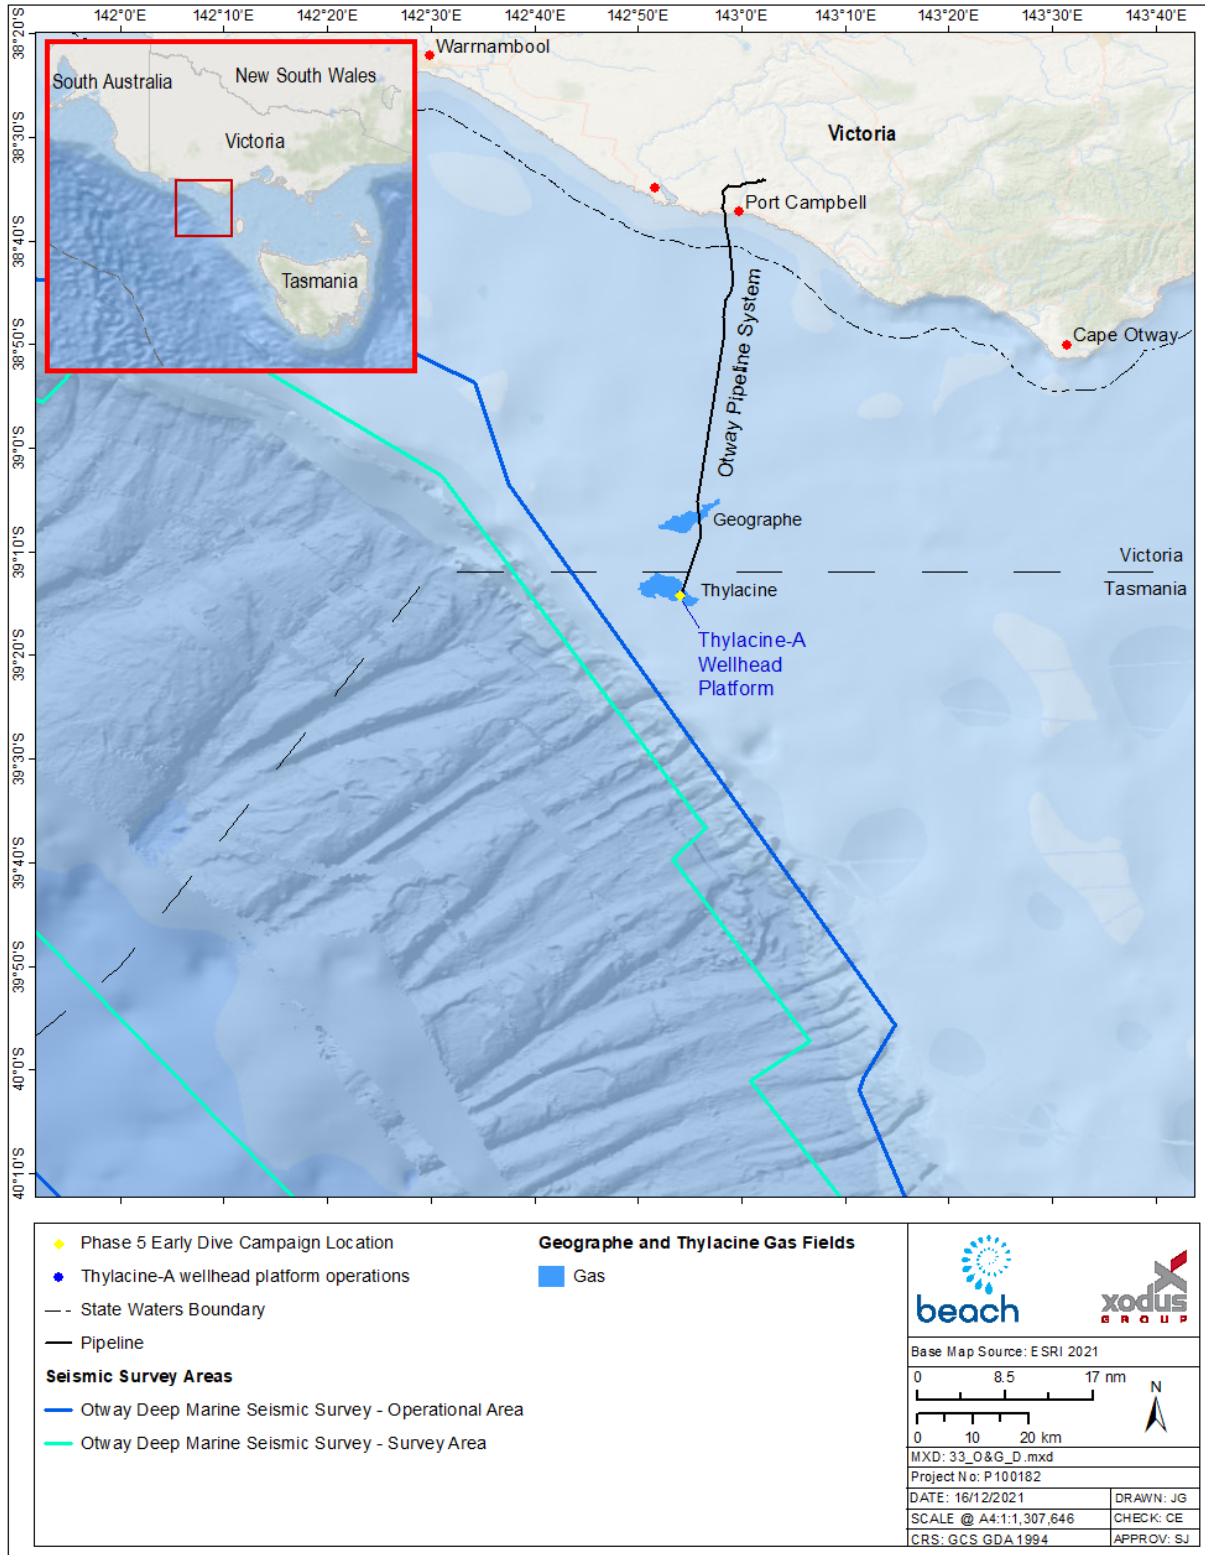 142°0'E 142°10'E 142°20'E 142°30'E 142°40'E 142°50'E 143°0'E 143°10'E 143°20'E 143°30'E 143°40'E
38°20'S
38°30'S
38°40'S
38°50'S
39°0'S
39°10'S
39°20'S
39°30'S
39°40'S
39°50'S
40°0'S
40°10'S
South Australia
New South Wales
Victoria
Tasmania
Warrnambool
Victoria
Port Campbell
Cape Otway
Otway Pipeline System
Geographe
Victoria
Tasmania
Thylacine
Thylacine-A
Wellhead
Platform
Phase 5 Early Dive Campaign Location
Thylacine-A wellhead platform operations
State Waters Boundary
Pipeline
Seismic Survey Areas
Otway Deep Marine Seismic Survey - Operational Area
Otway Deep Marine Seismic Survey - Survey Area
Geographe and Thylacine Gas Fields
Gas
beach
xodus
GROUP
Base Map Source: ESRI 2021
0 8.5 17 nm
N
0 10 20 km
MXD: 33_O&G_D.mxd
Project No: P100182
DATE: 16/12/2021
DRAWN: JG
SCALE @ A4:1:1,307,646
CHECK: CE
CRS: GCS GDA 1994
APPROV: SJ